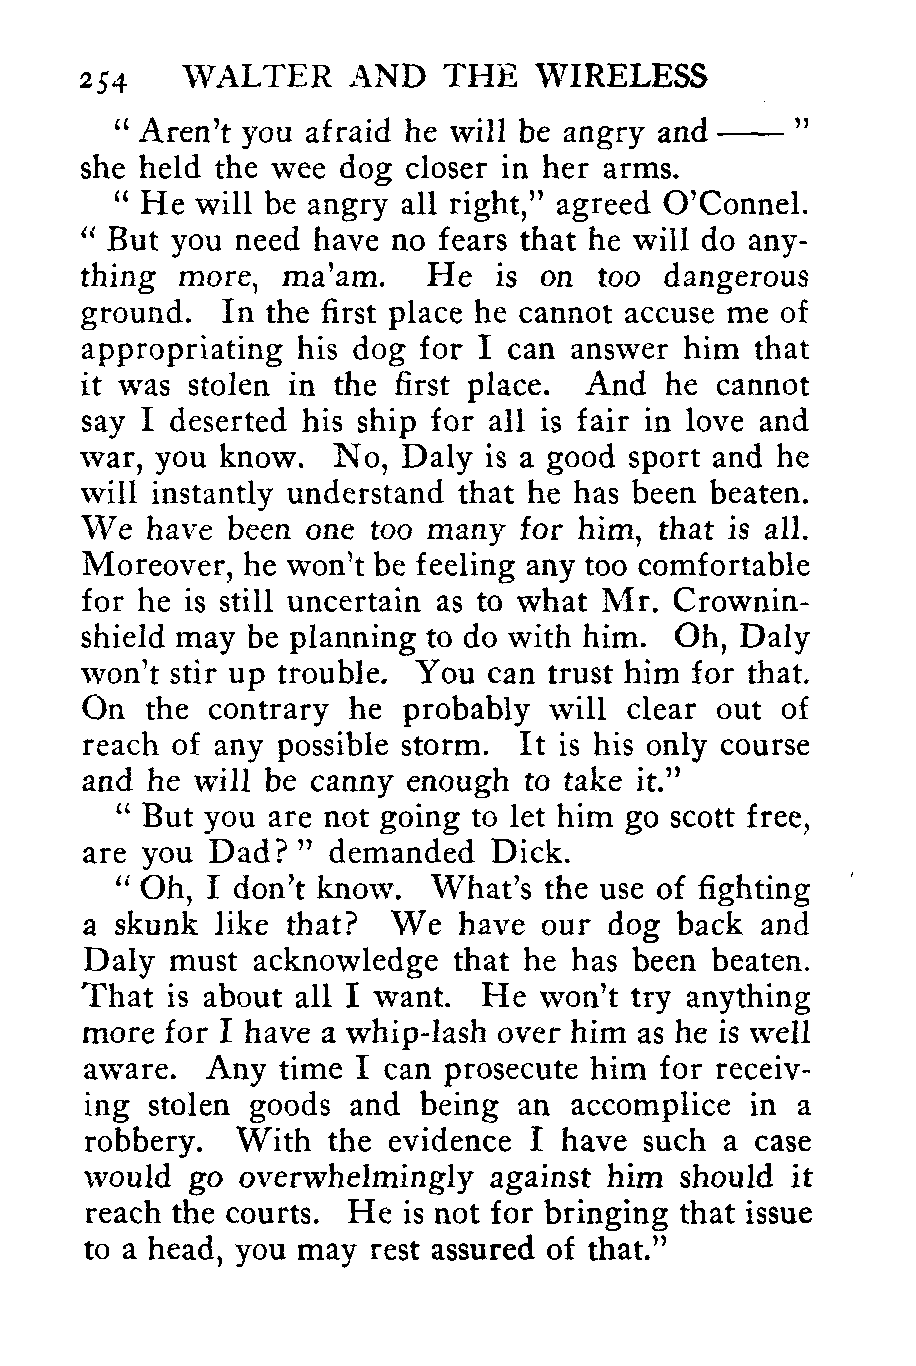 254 WALTER AND THE WIRELESS
“ Aren't you afraid he will be angry and —— ”
she held the wee dog closer in her arms.
“ He will be angry all right,” agreed O'Connel.
“ But you need have no fears that he will do any-
thing more, ma'am. He is on too dangerous
ground. In the first place he cannot accuse me of
appropriating his dog for I can answer him that
it was stolen in the first place. And he cannot
say I deserted his ship for all is fair in love and
war, you know. No, Daly is a good sport and he
will instantly understand that he has been beaten.
We have been one too many for him, that is all.
Moreover, he won't be feeling any too comfortable
for he is still uncertain as to what Mr. Crownin-
shield may be planning to do with him. Oh, Daly
won't stir up trouble. You can trust him for that.
On the contrary he probably will clear out of
reach of any possible storm. It is his only course
and he will be canny enough to take it.”
“ But you are not going to let him go scott free,
are you Dad? ” demanded Dick.
“ Oh, I don't know. What's the use of fighting
a skunk like that? We have our dog back and
Daly must acknowledge that he has been beaten.
That is about all I want. He won't try anything
more for I have a whip-lash over him as he is well
aware. Any time I can prosecute him for receiv-
ing stolen goods and being an accomplice in a
robbery. With the evidence I have such a case
would go overwhelmingly against him should it
reach the courts. He is not for bringing that issue
to a head, you may rest assured of that.”